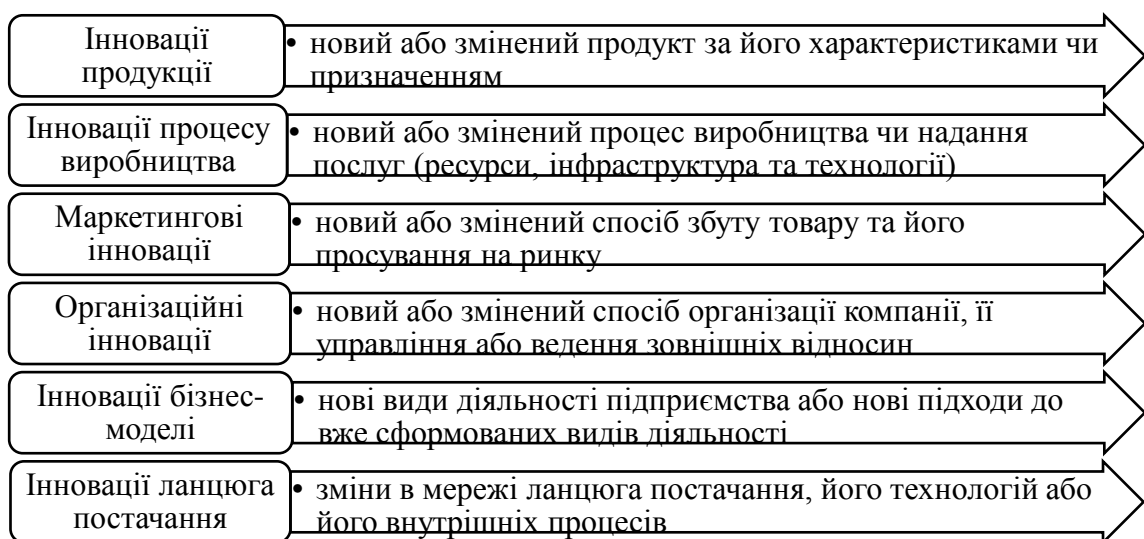 Інновації
продукції
• новий або змінений продукт за його характеристиками чи
призначенням
Інновації процесу
виробництва
• новий або змінений процес виробництва чи надання
послуг (ресурси, інфраструктура та технології)
Маркетингові
інновації
• новий або змінений спосіб збуту товару та його
просування на ринку
Організаційні
інновації
• новий або змінений спосіб організації компанії, її
управління або ведення зовнішніх відносин
Інновації бізнес-
моделі
• нові види діяльності підприємства або нові підходи до
вже сформованих видів діяльності
Інновації ланцюга
постачання
• зміни в мережі ланцюга постачання, його технологій або
його внутрішніх процесів